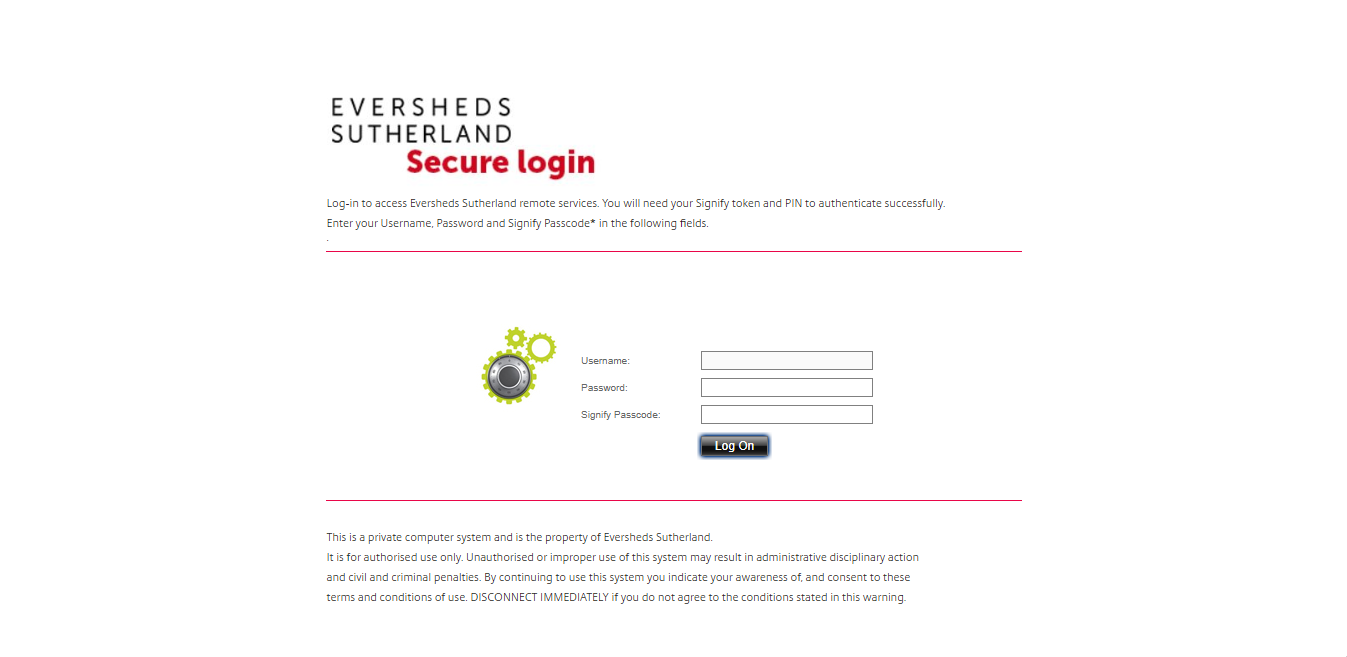 EVERSHEDS
SUTHERLAND
Secure login
Log-in to access Eversheds Sutherland remote services. You will need your Signify token and PIN to authenticate successfully.
Enter your Username, Password and Signify Passcode* in the following fields.
.
Username:
Password:
Signify Passcode:
Log On
This is a private computer system and is the property of Eversheds Sutherland.
It is for authorised use only. Unauthorised or improper use of this system may result in administrative disciplinary action
and civil and criminal penalties. By continuing to use this system you indicate your awareness of, and consent to these
terms and conditions of use. DISCONNECT IMMEDIATELY if you do not agree to the conditions stated in this warning.